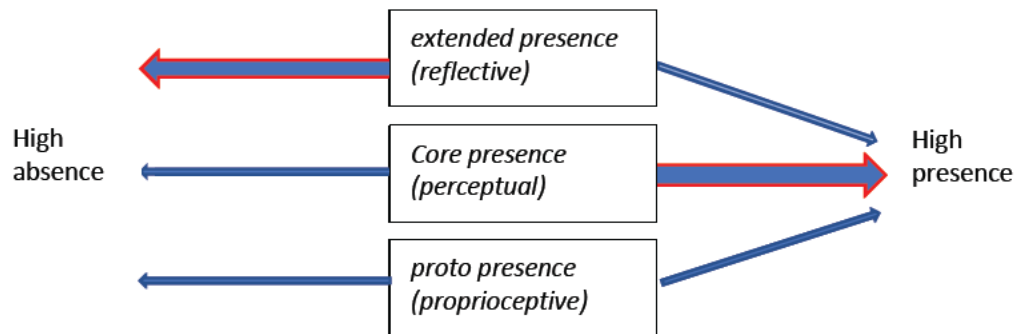 extended presence
(reflective)
High
absence
Core presence
(perceptual)
High
presence
proto presence
(proprioceptive)